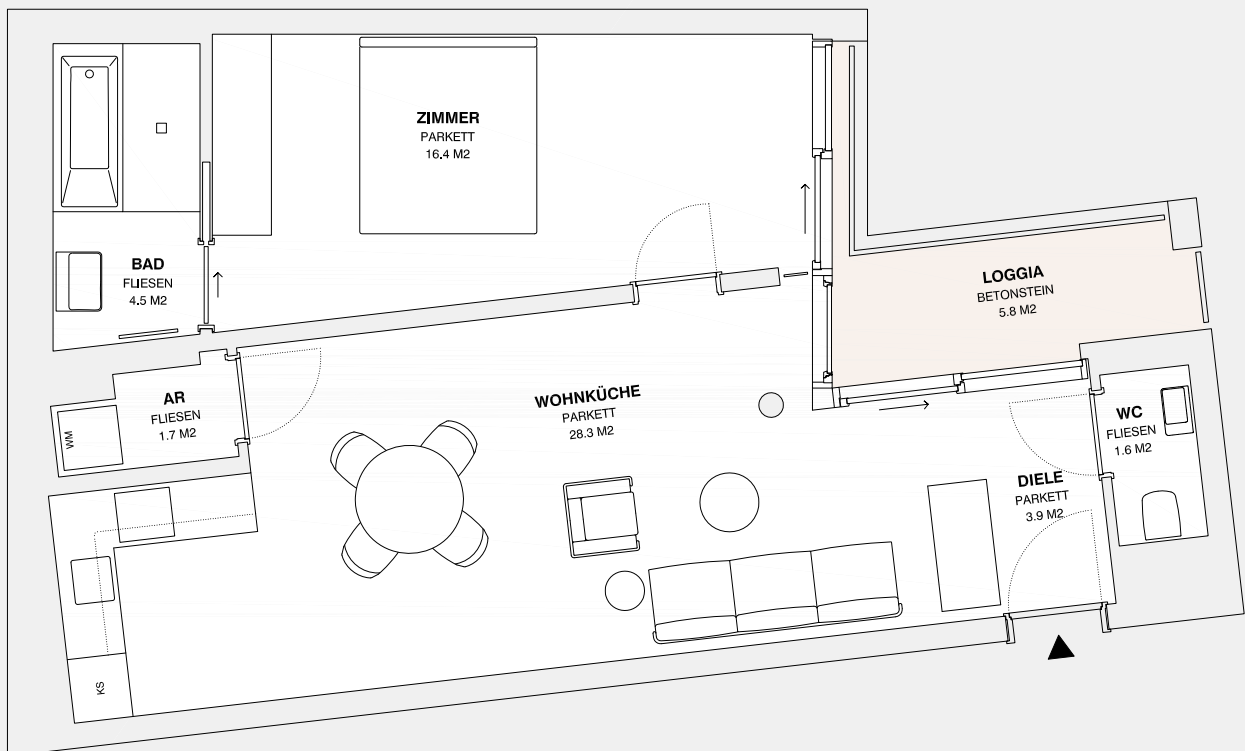 ZIMMER
PARKETT
16.4 M2
BAD
FLIESEN
4.5 M2
LOGGIA
BETONSTEIN
5.8 M2
AR
FLIESEN
1.7 M2
WM
WOHNKÜCHE
PARKETT
28.3 M2
WC
FLIESEN
1.6 M2
DIELE
PARKETT
3.9 M2
KS